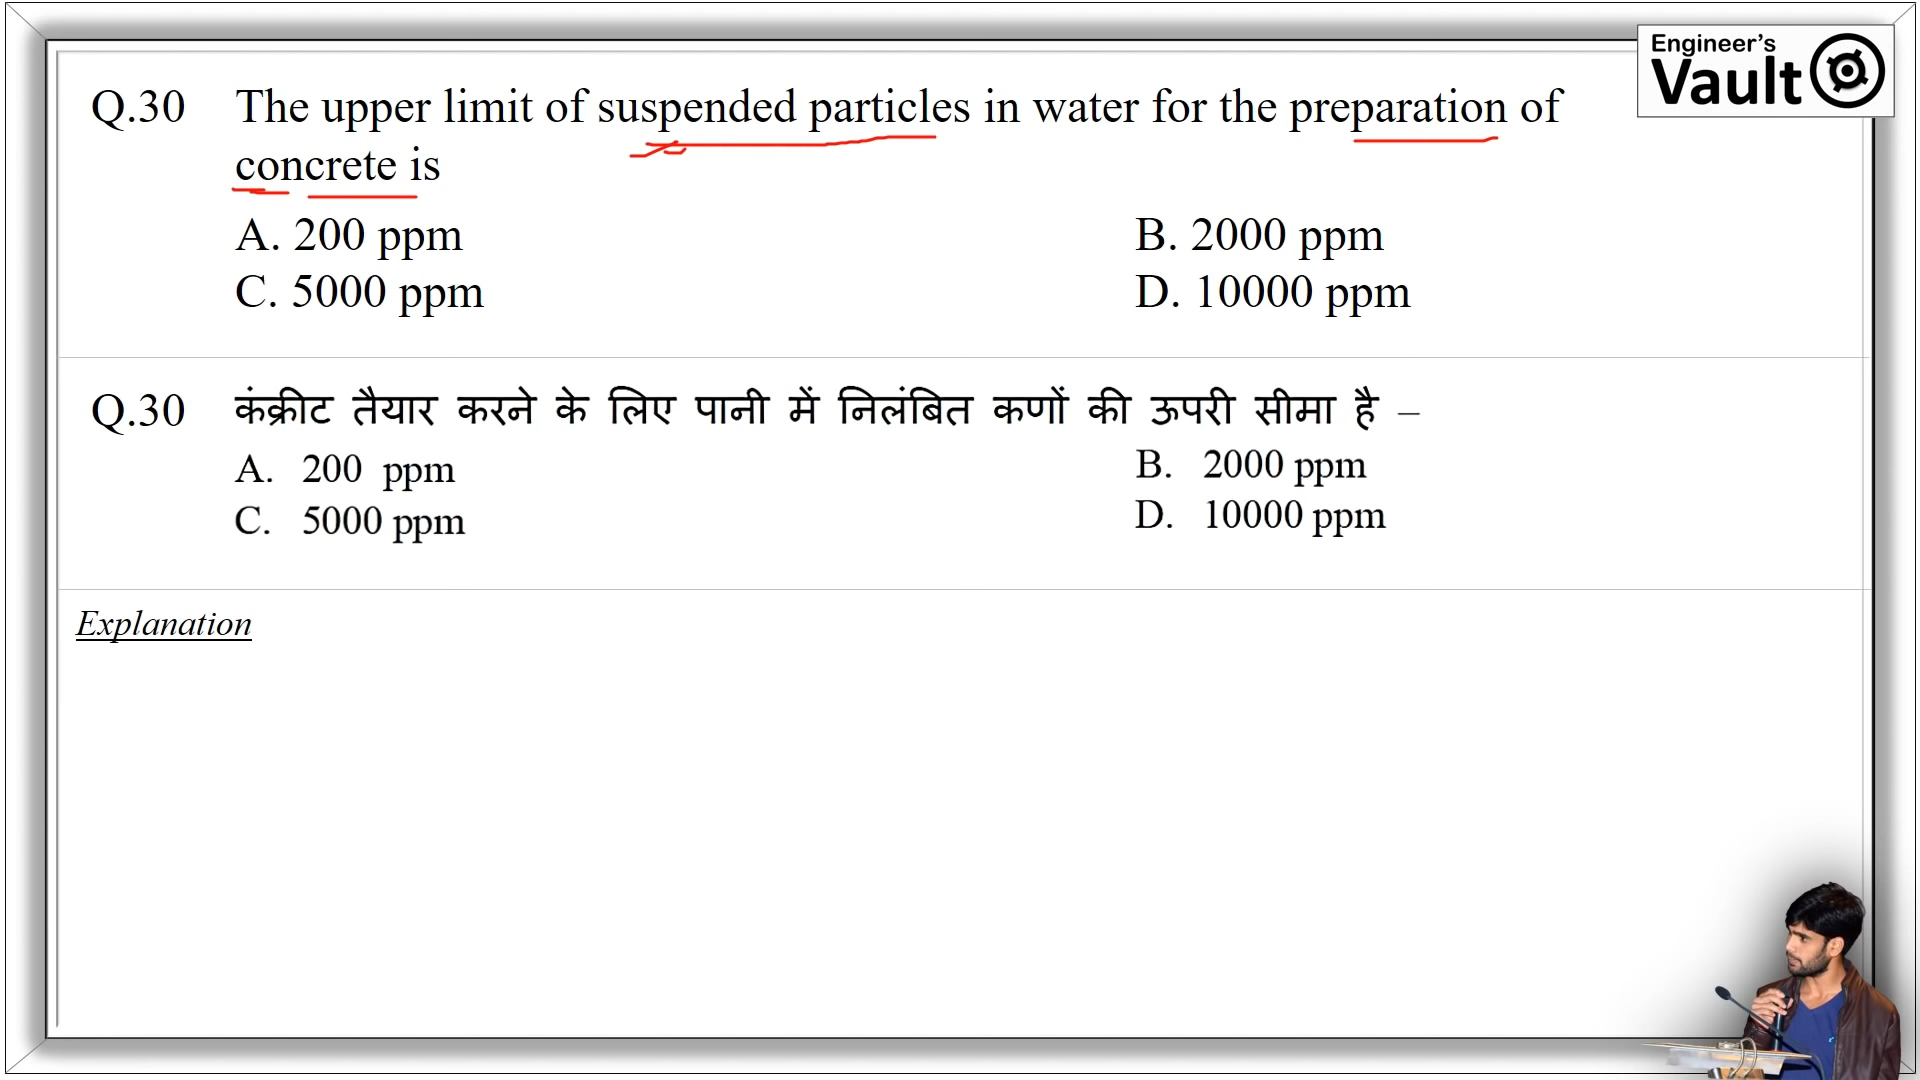 Engineer's
Vault
Q.30 The upper limit of suspended particles in water for the preparation of
concrete is
A. 200 ppm B. 2000 ppm
C. 5000 ppm D. 10000 ppm
Q.30 कंक्रीट तैयार करने के लिए पानी में निलंबित कणों की ऊपरी सीमा है –
A. 200 ppm B. 2000 ppm
C. 5000 ppm D. 10000 ppm
Explanation